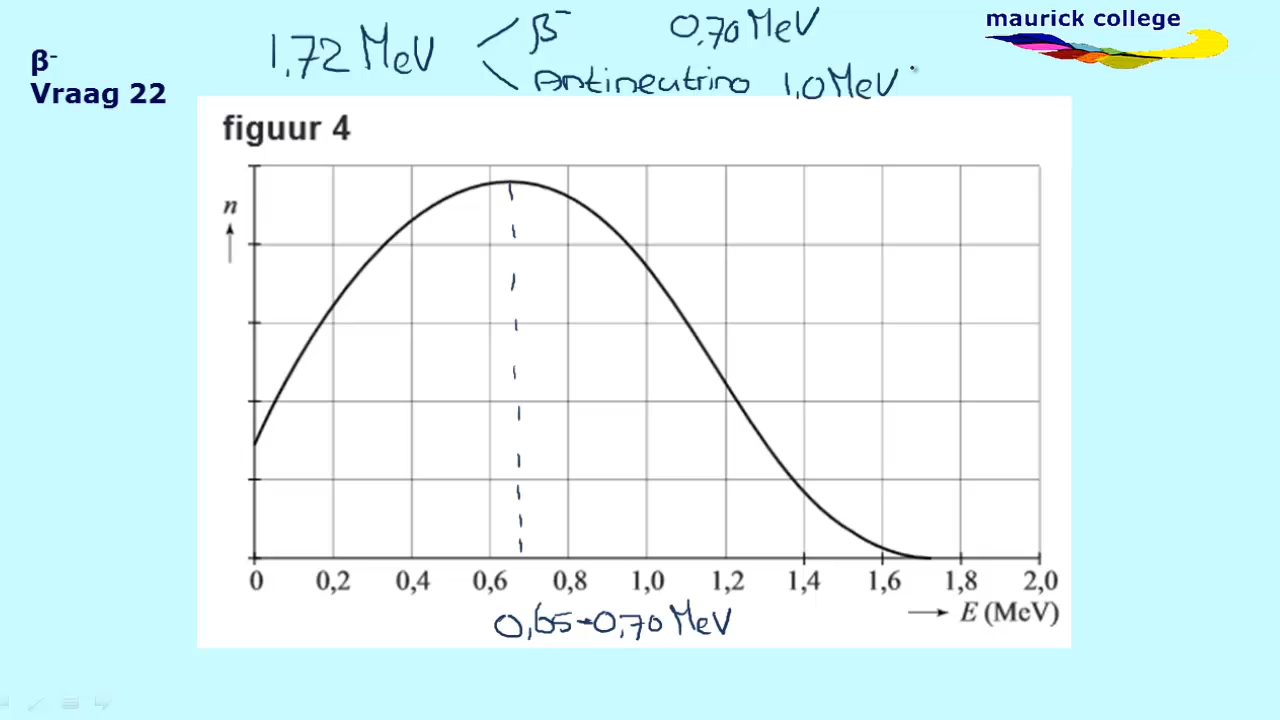 maurick college
1,72 MeV
β⁻ 0,70 MeV
Antineutrino 1,0 MeV
β⁻
Vraag 22
figuur 4
n
0 0,2 0,4 0,6 0,8 1,0 1,2 1,4 1,6 1,8 2,0
E (MeV)
0,65-0,70 MeV